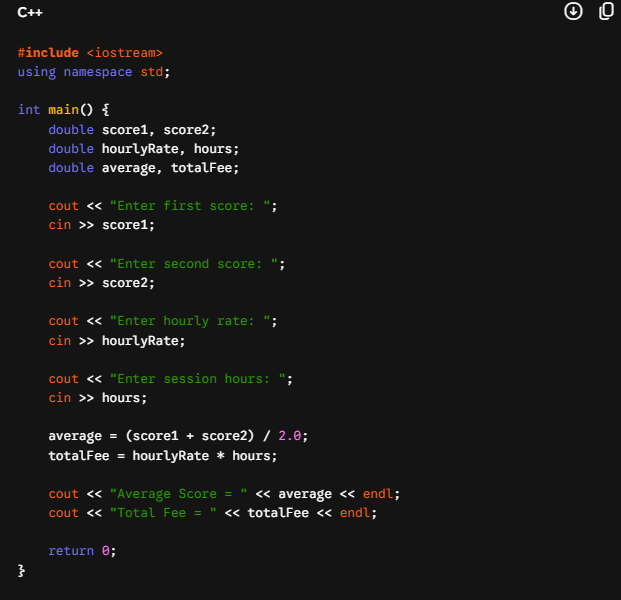 C++
#include <iostream>
using namespace std;
int main() {
    double score1, score2;
    double hourlyRate, hours;
    double average, totalFee;
    cout << "Enter first score: ";
    cin >> score1;
    cout << "Enter second score: ";
    cin >> score2;
    cout << "Enter hourly rate: ";
    cin >> hourlyRate;
    cout << "Enter session hours: ";
    cin >> hours;
    average = (score1 + score2) / 2.0;
    totalFee = hourlyRate * hours;
    cout << "Average Score = " << average << endl;
    cout << "Total Fee = " << totalFee << endl;
    return 0;
}